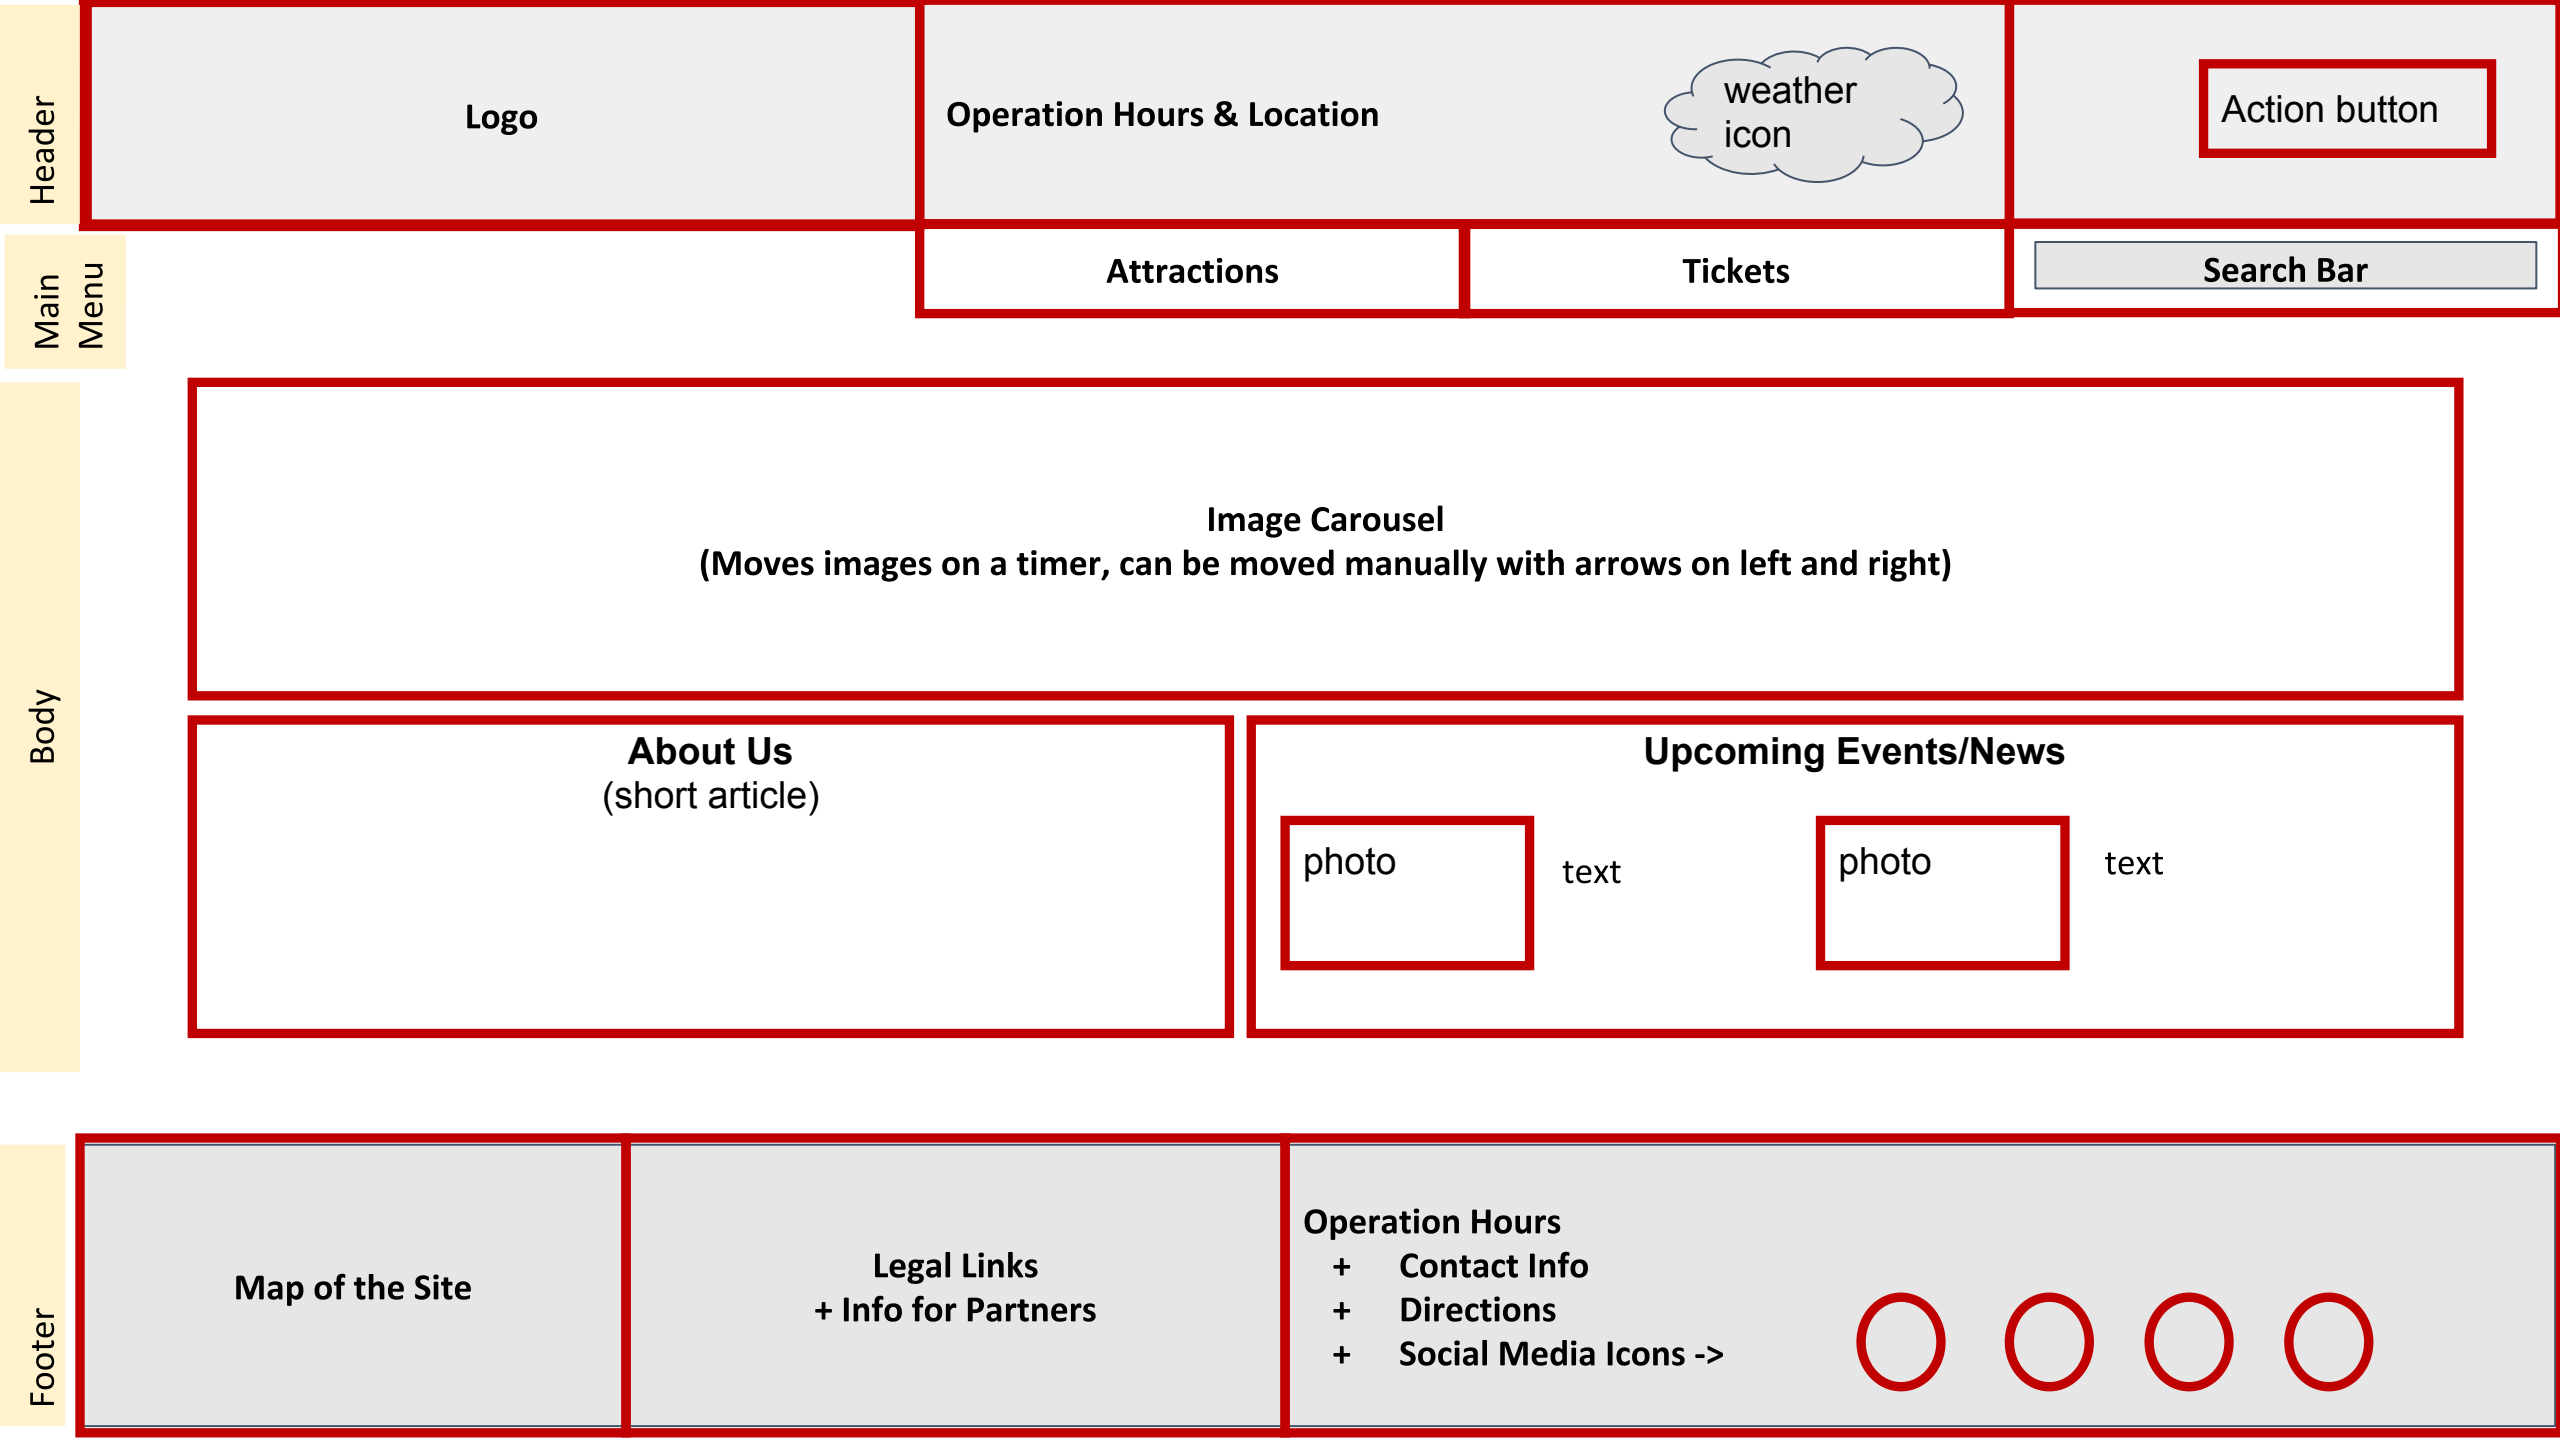 Header
Logo
Operation Hours & Location
weather
icon
Action button
Main
Menu
Attractions
Tickets
Search Bar
Body
Image Carousel
(Moves images on a timer, can be moved manually with arrows on left and right)
About Us
(short article)
Upcoming Events/News
photo
text
photo
text
Footer
Map of the Site
Legal Links
+ Info for Partners
Operation Hours
+ Contact Info
+ Directions
+ Social Media Icons ->